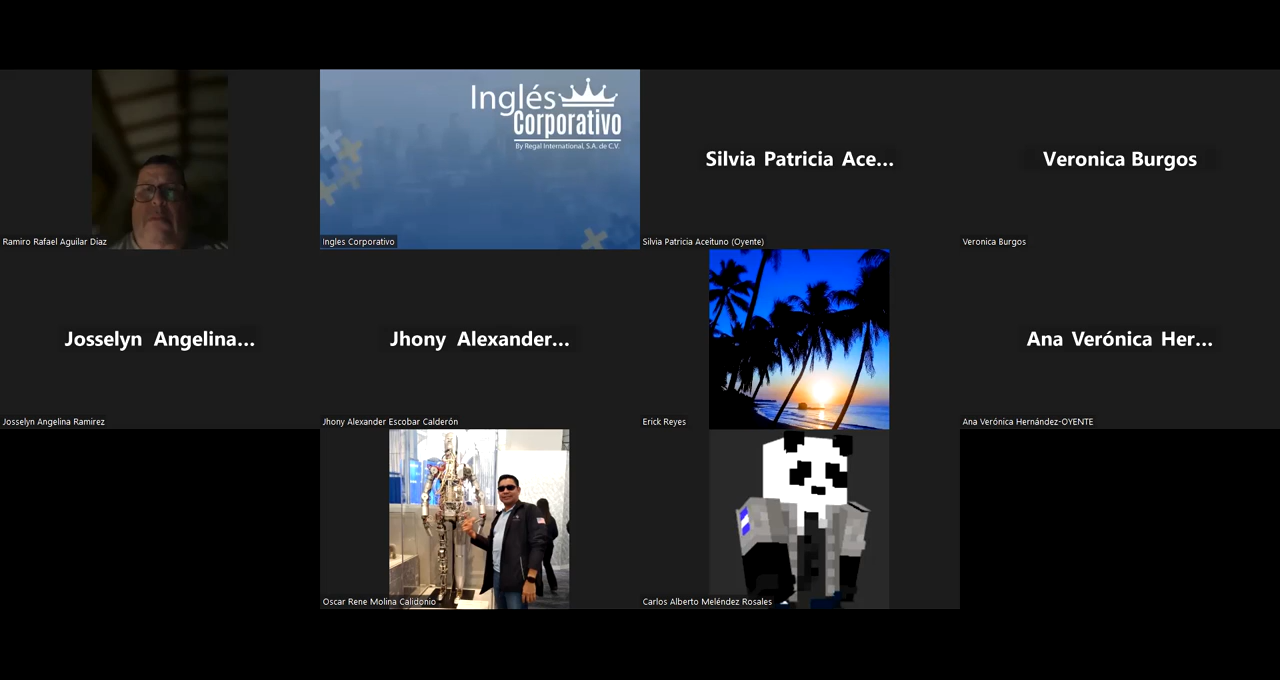 Inglés
Corporativo
By Regal International, S.A. de C.V.
Silvia Patricia Ace...
Veronica Burgos
Ramiro Rafael Aguilar Diaz
Ingles Corporativo
Silvia Patricia Aceituno (Oyente)
Veronica Burgos
Josselyn Angelina...
Jhony Alexander...
Ana Verónica Her...
Josselyn Angelina Ramirez
Jhony Alexander Escobar Calderón
Erick Reyes
Ana Verónica Hernández-OYENTE
Oscar Rene Molina Calidonio
Carlos Alberto Meléndez Rosales